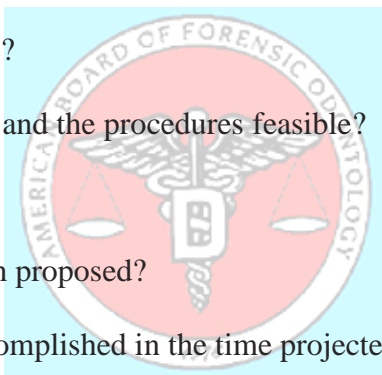 AMERICAN BOARD OF FORENSIC ODONTOLOGY
?
and the procedures feasible?
D
proposed?
omplished in the time projecte